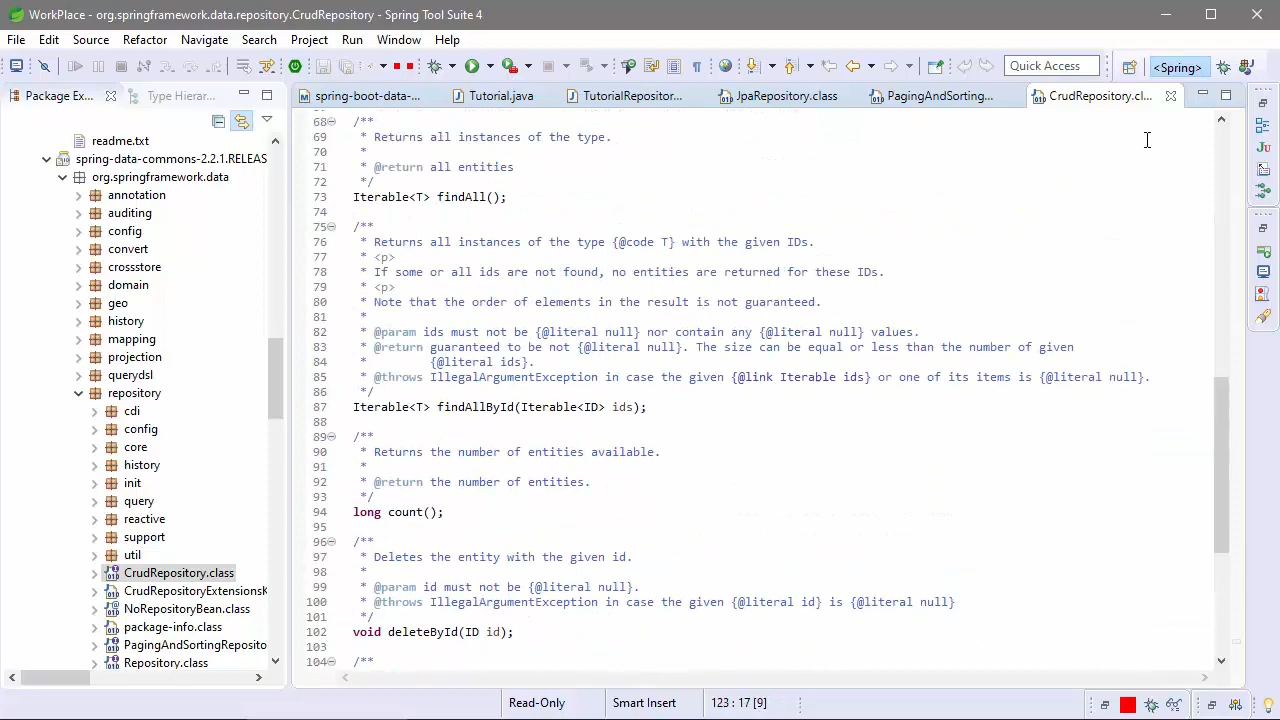 WorkPlace - org.springframework.data.repository.CrudRepository - Spring Tool Suite 4
File Edit Source Refactor Navigate Search Project Run Window Help
Quick Access
<Spring>
Package Ex...
Type Hierar...
spring-boot-data-...
Tutorial.java
TutorialRepositor...
JpaRepository.class
PagingAndSorting...
CrudRepository.cl...
readme.txt
spring-data-commons-2.2.1.RELEAS
org.springframework.data
annotation
auditing
config
convert
crossstore
domain
geo
history
mapping
projection
querydsl
repository
cdi
config
core
history
init
query
reactive
support
util
CrudRepository.class
CrudRepositoryExtensionsK
NoRepositoryBean.class
package-info.class
PagingAndSortingReposito
Repository.class
68 /**
69 * Returns all instances of the type.
70 *
71 * @return all entities
72 */
73 Iterable<T> findAll();
74
75 /**
76 * Returns all instances of the type {@code T} with the given IDs.
77 * <p>
78 * If some or all ids are not found, no entities are returned for these IDs.
79 * <p>
80 * Note that the order of elements in the result is not guaranteed.
81 *
82 * @param ids must not be {@literal null} nor contain any {@literal null} values.
83 * @return guaranteed to be not {@literal null}. The size can be equal or less than the number of given
84 * {@literal ids}.
85 * @throws IllegalArgumentException in case the given {@link Iterable ids} or one of its items is {@literal null}.
86 */
87 Iterable<T> findAllById(Iterable<ID> ids);
88
89 /**
90 * Returns the number of entities available.
91 *
92 * @return the number of entities.
93 */
94 long count();
95
96 /**
97 * Deletes the entity with the given id.
98 *
99 * @param id must not be {@literal null}.
100 * @throws IllegalArgumentException in case the given {@literal id} is {@literal null}
101 */
102 void deleteById(ID id);
103
104 /**
Read-Only
Smart Insert
123 : 17 [9]